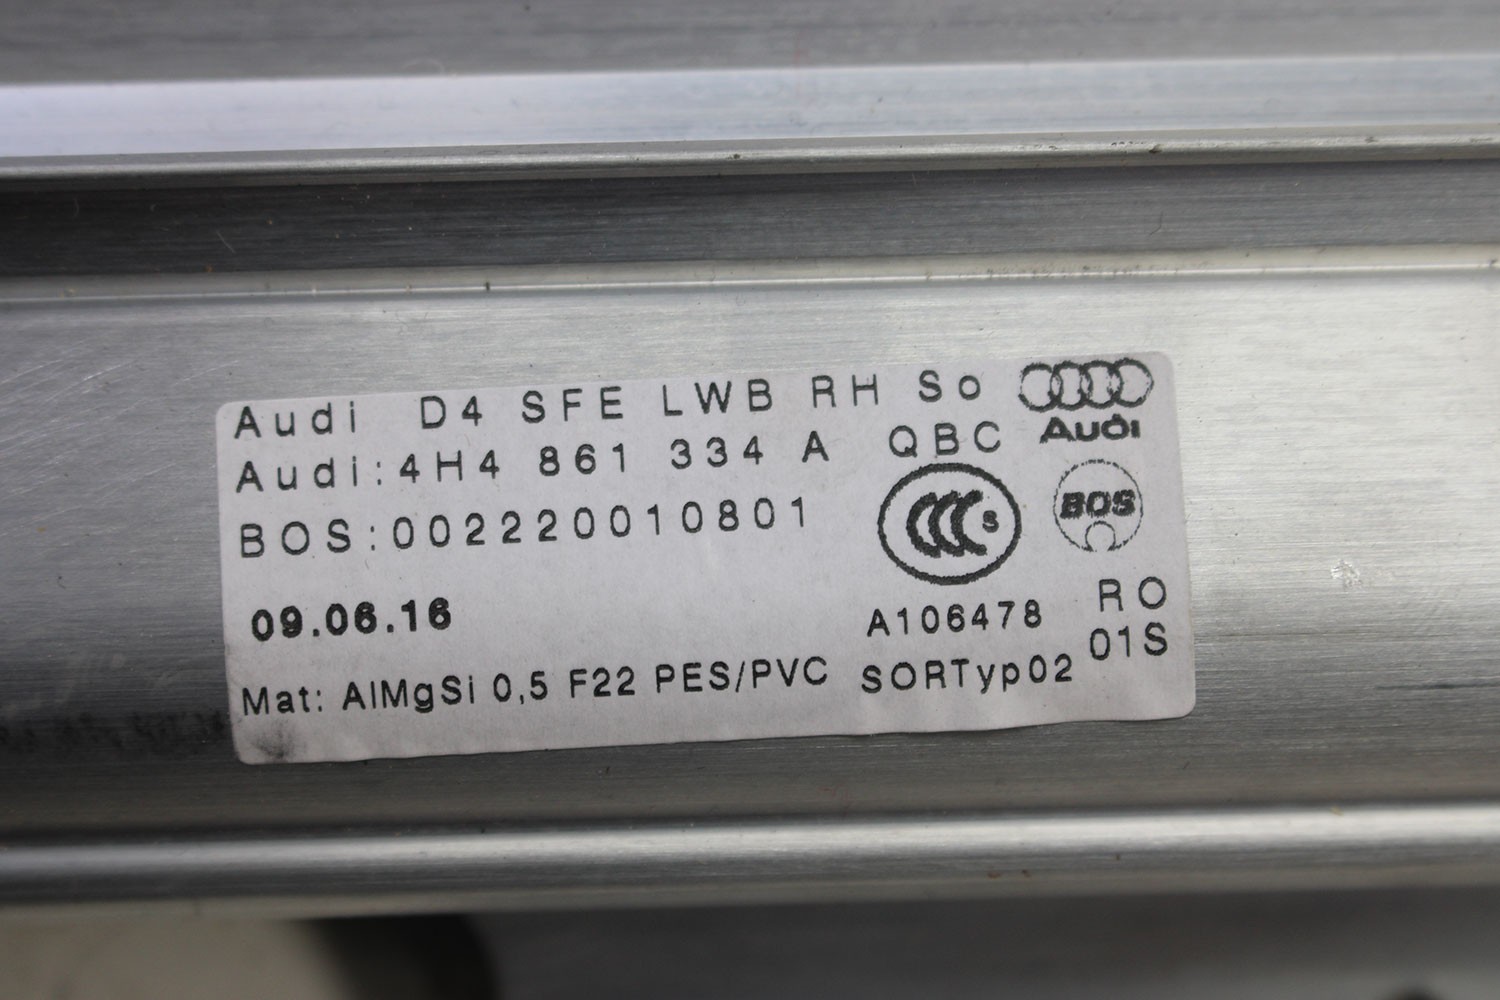 Audi D4 SFE LWB RH So
Audi
Audi:4H4 861 334 A QBC
BOS:002220010801
CCC S
BOS
09.06.16
A106478
RO
01S
Mat: AlMgSi 0,5 F22 PES/PVC
SORTyp02